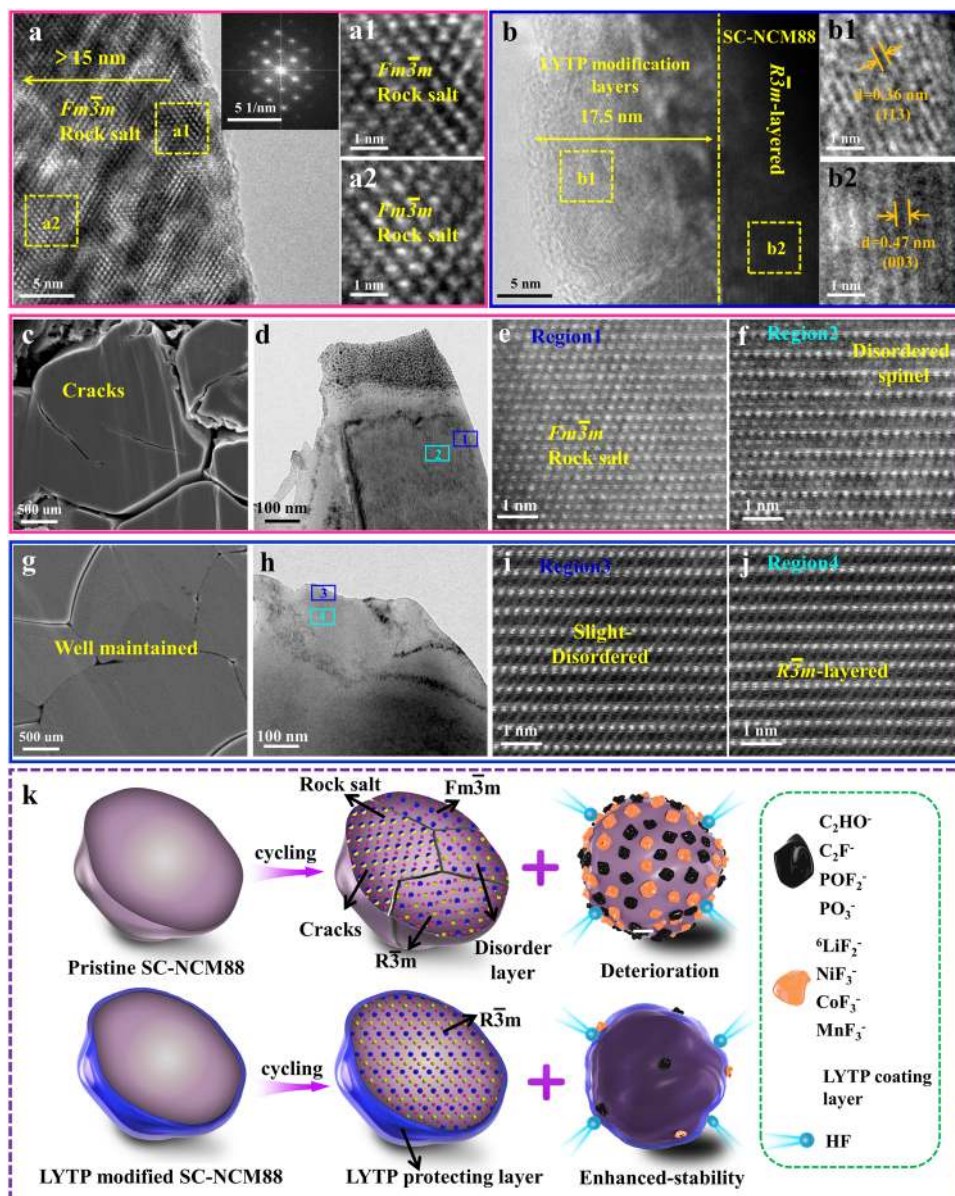 a
> 15 nm
Fm3̅m
Rock salt
a1
a2
5 nm
5 1/nm
a1
Fm3̅m
Rock salt
1 nm
a2
Fm3̅m
Rock salt
1 nm
b
LYTP modification
layers
17.5 nm
b1
5 nm
SC-NCM88
R3̅m-layered
b2
b1
d=0.36 nm
(113)
1 nm
b2
d=0.47 nm
(003)
1 nm
c
Cracks
500 um
d
1
2
100 nm
e
Region1
Fm3̅m
Rock salt
1 nm
f
Region2
Disordered
spinel
1 nm
g
Well maintained
500 um
h
3
4
100 nm
i
Region3
Slight-
Disordered
1 nm
j
Region4
R3̅m-layered
1 nm
k
Pristine SC-NCM88
cycling
Rock salt
Fm3̅m
Cracks
R3̅m
Disorder
layer
Deterioration
LYTP modified SC-NCM88
cycling
R3̅m
LYTP protecting layer
Enhanced-stability
C₂HO⁻
C₂F⁻
POF₂⁻
PO₃⁻
⁶LiF₂⁻
NiF₃⁻
CoF₃⁻
MnF₃⁻
LYTP coating
layer
HF